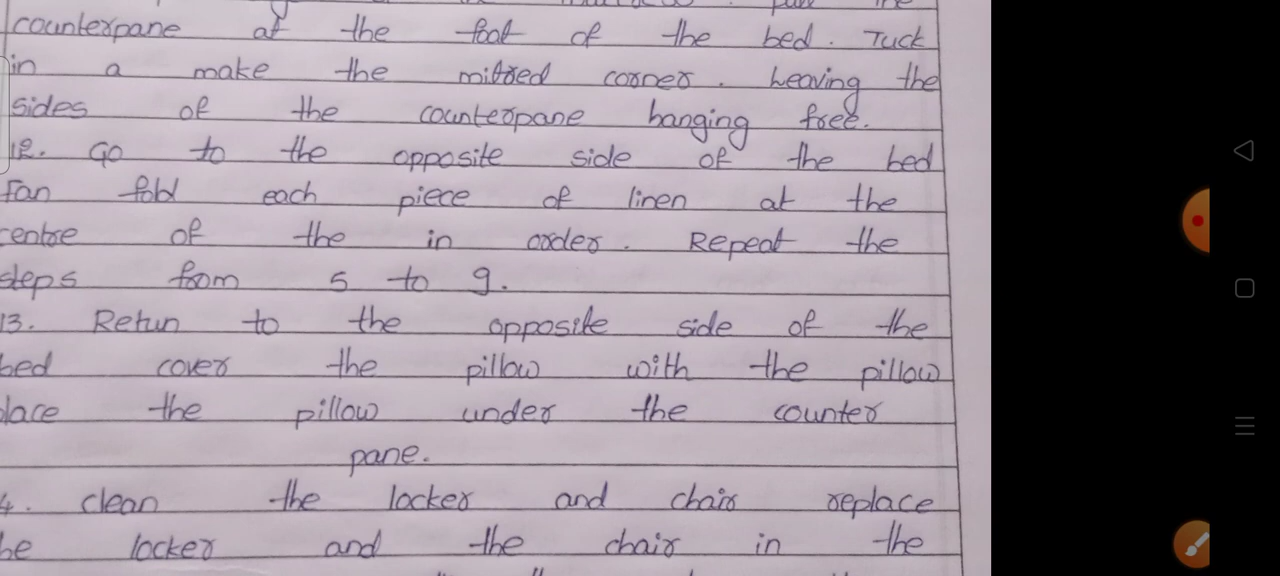 counterpane at the foot of the bed. Tuck
in a make the mitred corner. Leaving the
sides of the counterpane hanging free.
12. Go to the opposite side of the bed
fan fold each piece of linen at the
centre of the in order. Repeat the
steps from 5 to 9.
13. Retun to the opposite side of the
bed cover the pillow with the pillow
place the pillow under the counter
pane.
4. clean the locker and chair replace
he locker and the chair in the